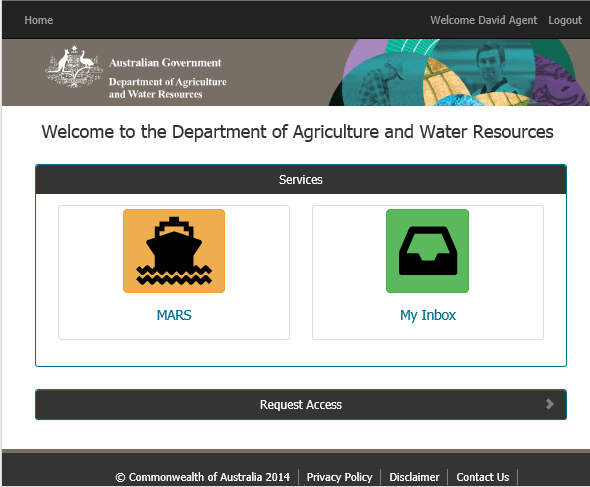 Home
Welcome David Agent Logout
Australian Government
Department of Agriculture
and Water Resources
Welcome to the Department of Agriculture and Water Resources
Services
MARS
My Inbox
Request Access
© Commonwealth of Australia 2014 | Privacy Policy | Disclaimer | Contact Us |